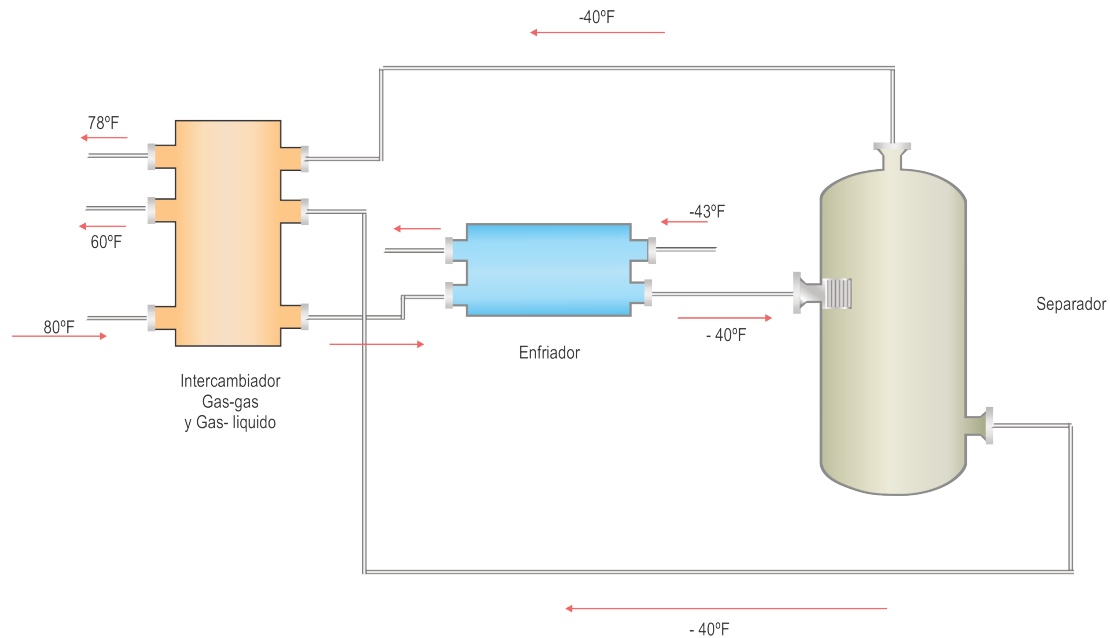 -40ºF
78ºF
60ºF
80ºF
-43ºF
- 40ºF
Separador
Enfriador
Intercambiador
Gas-gas
y Gas- liquido
- 40ºF